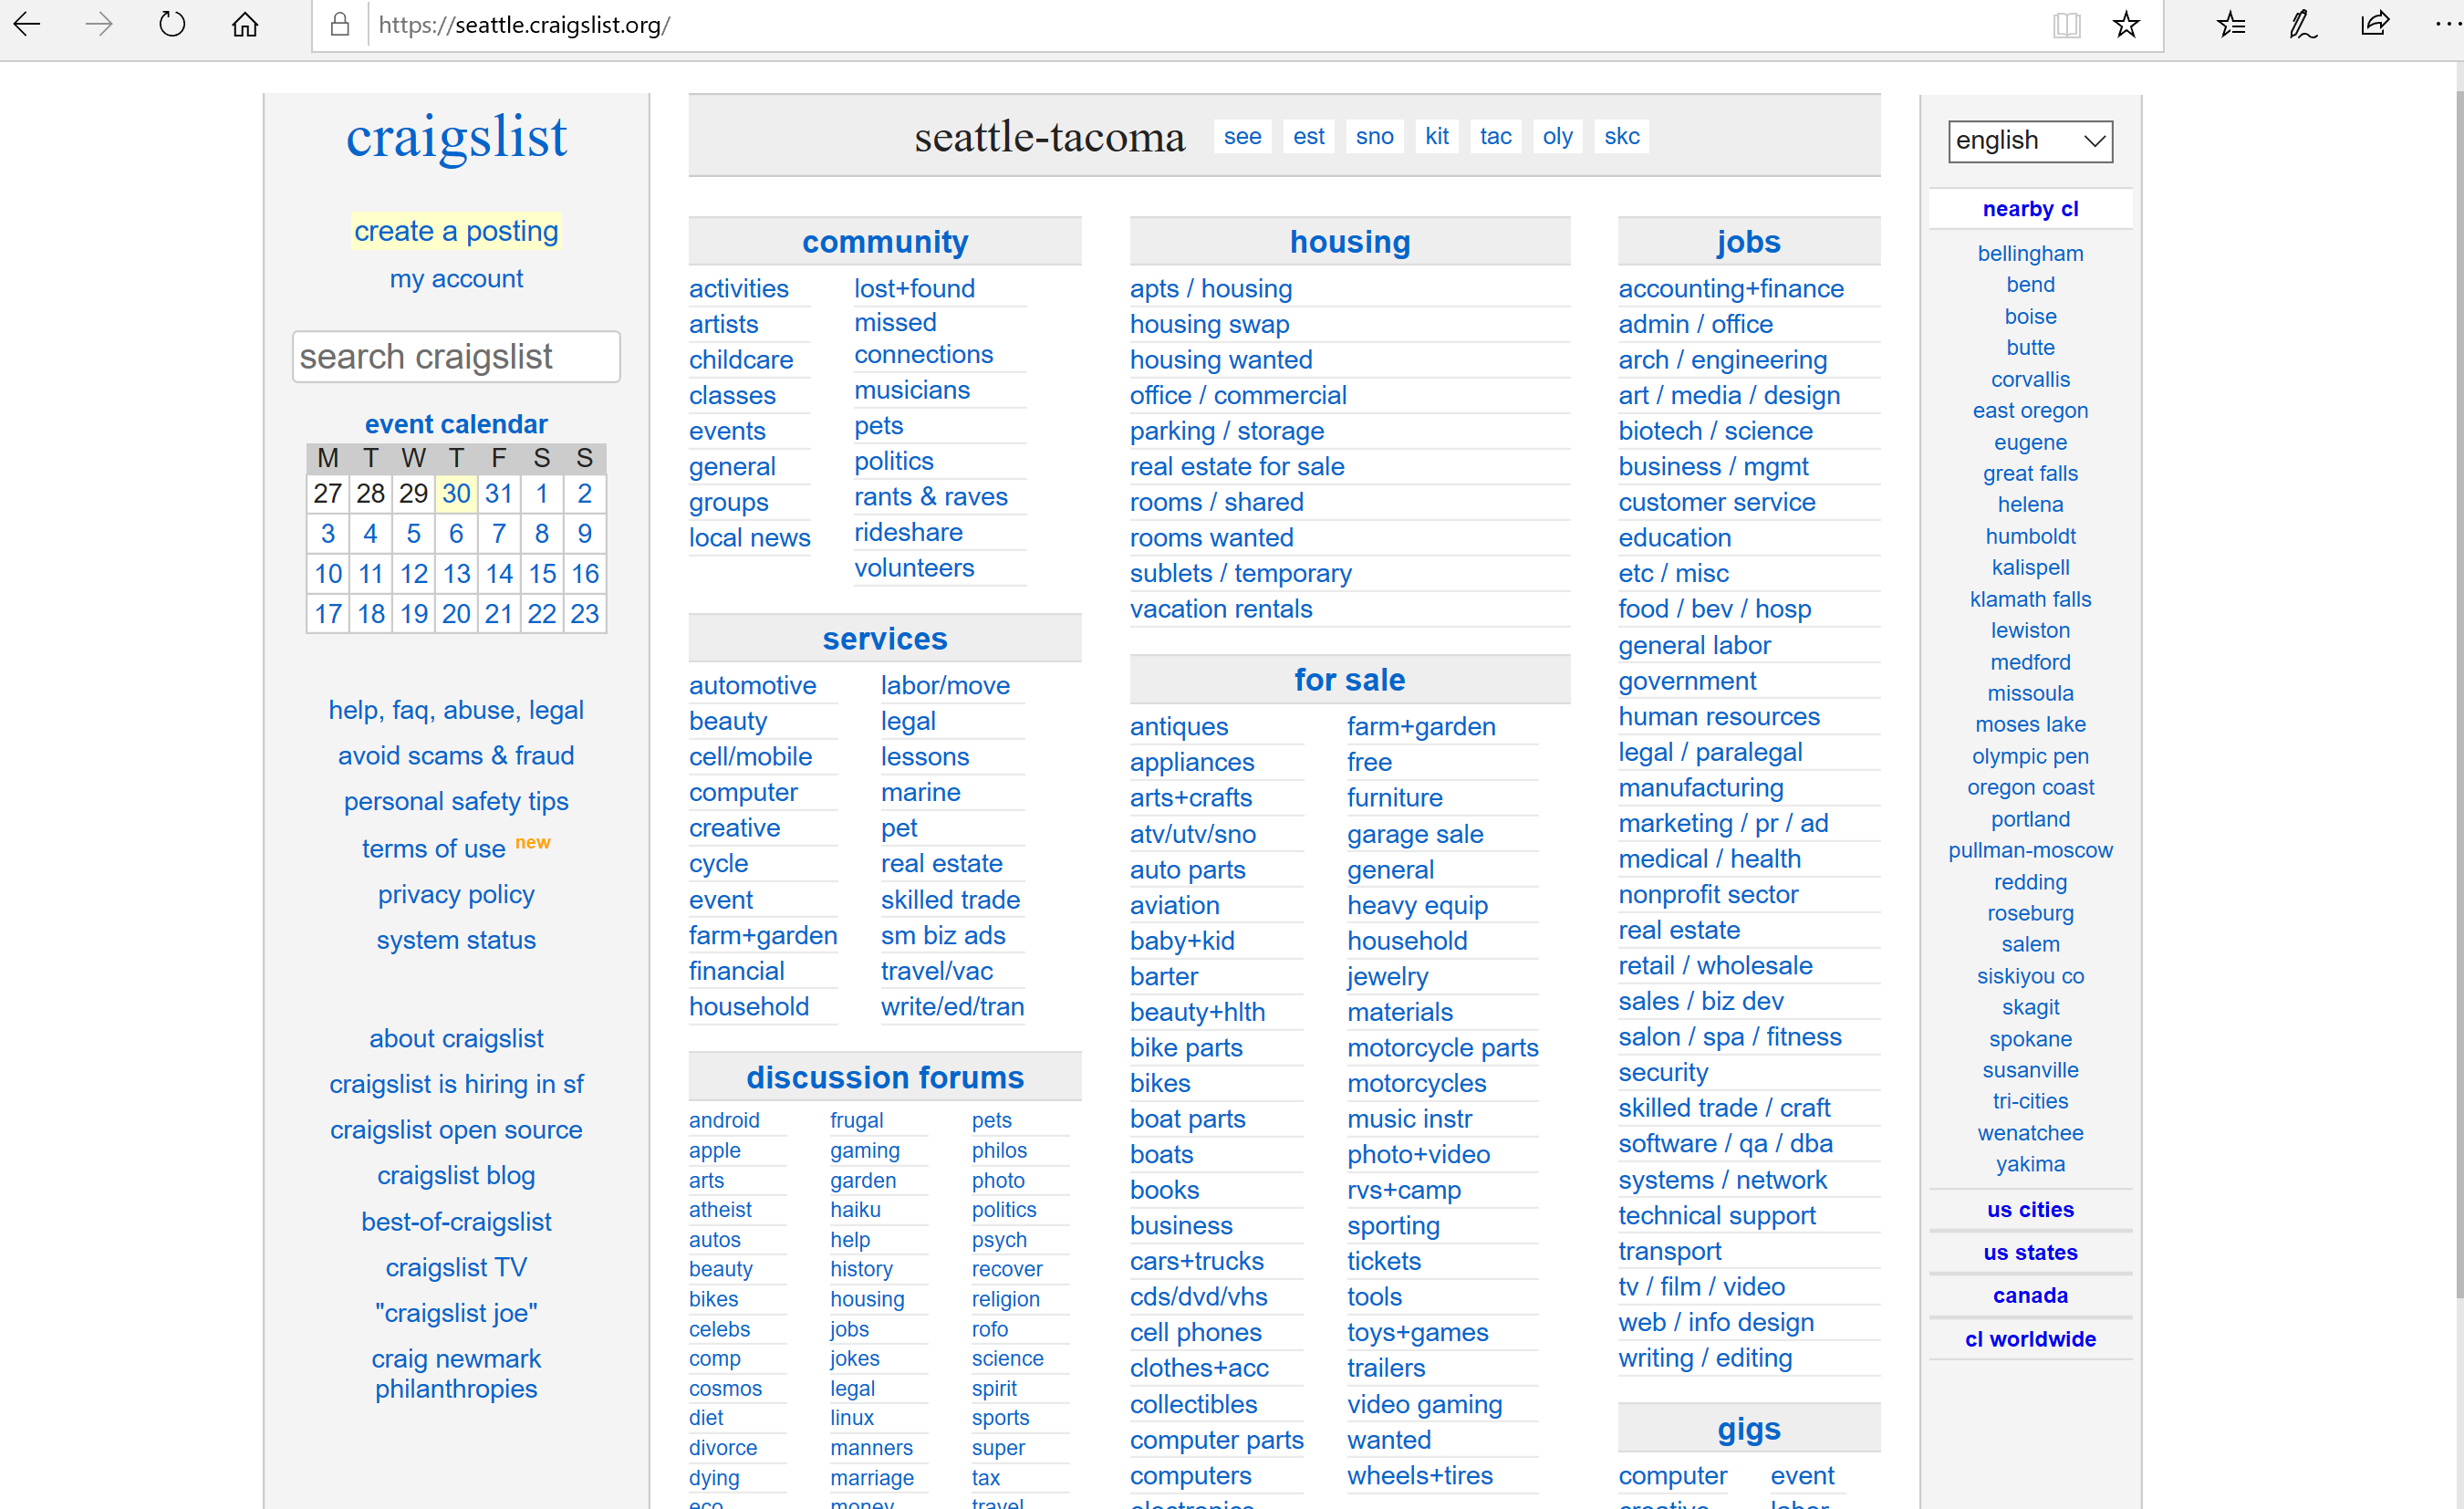 https://seattle.craigslist.org/
craigslist
create a posting
my account
search craigslist
event calendar
M T W T F S S
27 28 29 30 31 1 2
3 4 5 6 7 8 9
10 11 12 13 14 15 16
17 18 19 20 21 22 23
help, faq, abuse, legal
avoid scams & fraud
personal safety tips
terms of use new
privacy policy
system status
about craigslist
craigslist is hiring in sf
craigslist open source
craigslist blog
best-of-craigslist
craigslist TV
"craigslist joe"
craig newmark
philanthropies
seattle-tacoma see est sno kit tac oly skc
community
activities
artists
childcare
classes
events
general
groups
local news
lost+found
missed
connections
musicians
pets
politics
rants & raves
rideshare
volunteers
services
automotive
beauty
cell/mobile
computer
creative
cycle
event
farm+garden
financial
household
labor/move
legal
lessons
marine
pet
real estate
skilled trade
sm biz ads
travel/vac
write/ed/tran
discussion forums
android
apple
arts
atheist
autos
beauty
bikes
celebs
comp
cosmos
diet
divorce
dying
eco
frugal
gaming
garden
haiku
help
history
housing
jobs
jokes
legal
linux
manners
marriage
money
pets
philos
photo
politics
psych
recover
religion
rofo
science
spirit
sports
super
tax
travel
housing
apts / housing
housing swap
housing wanted
office / commercial
parking / storage
real estate for sale
rooms / shared
rooms wanted
sublets / temporary
vacation rentals
for sale
antiques
appliances
arts+crafts
atv/utv/sno
auto parts
aviation
baby+kid
barter
beauty+hlth
bike parts
bikes
boat parts
boats
books
business
cars+trucks
cds/dvd/vhs
cell phones
clothes+acc
collectibles
computer parts
computers
electronics
farm+garden
free
furniture
garage sale
general
heavy equip
household
jewelry
materials
motorcycle parts
motorcycles
music instr
photo+video
rvs+camp
sporting
tickets
tools
toys+games
trailers
video gaming
wanted
wheels+tires
jobs
accounting+finance
admin / office
arch / engineering
art / media / design
biotech / science
business / mgmt
customer service
education
etc / misc
food / bev / hosp
general labor
government
human resources
legal / paralegal
manufacturing
marketing / pr / ad
medical / health
nonprofit sector
real estate
retail / wholesale
sales / biz dev
salon / spa / fitness
security
skilled trade / craft
software / qa / dba
systems / network
technical support
transport
tv / film / video
web / info design
writing / editing
gigs
computer
creative
event
labor
english
nearby cl
bellingham
bend
boise
butte
corvallis
east oregon
eugene
great falls
helena
humboldt
kalispell
klamath falls
lewiston
medford
missoula
moses lake
olympic pen
oregon coast
portland
pullman-moscow
redding
roseburg
salem
siskiyou co
skagit
spokane
susanville
tri-cities
wenatchee
yakima
us cities
us states
canada
cl worldwide